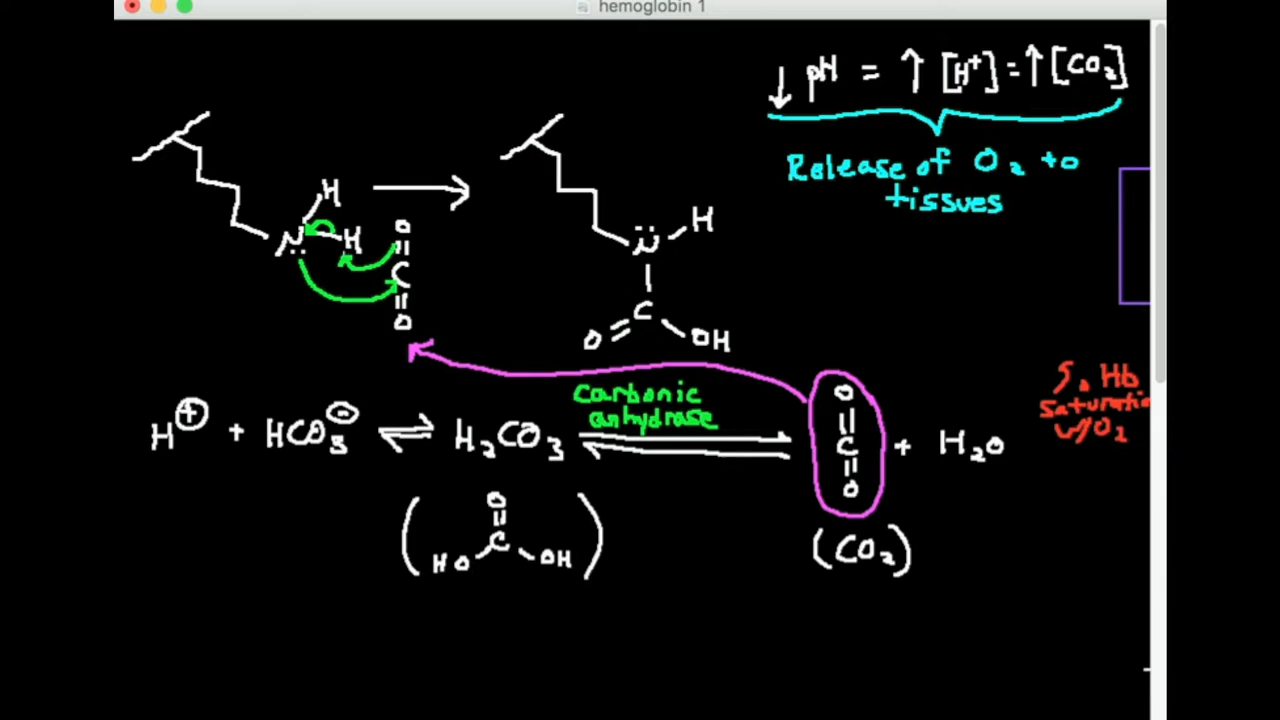 hemoglobin 1
↓ pH = ↑ [H⁺] = ↑ [CO₂]
Release of O₂ to
tissues
H
N H
O
C
O
N H
C
O OH
Carbonic
anhydrase
H⊕ + HCO₃⊖ ⇌ H₂CO₃ ⇌ O=C=O + H₂O
O
C
HO OH
(CO₂)
Hb
w/O₂